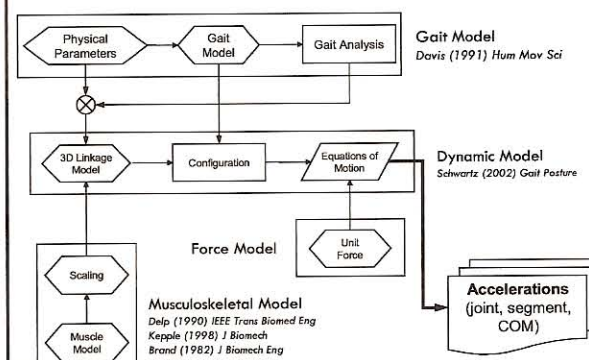 Physical
Parameters
Gait
Model
Gait Analysis
Gait Model
Davis (1991) Hum Mov Sci
3D Linkage
Model
Configuration
Equations of
Motion
Dynamic Model
Schwartz (2002) Gait Posture
Force Model
Unit
Force
Scaling
Muscle
Model
Musculoskeletal Model
Delp (1990) IEEE Trans Biomed Eng
Kepple (1998) J Biomech
Brand (1982) J Biomech Eng
Accelerations
(joint, segment,
COM)